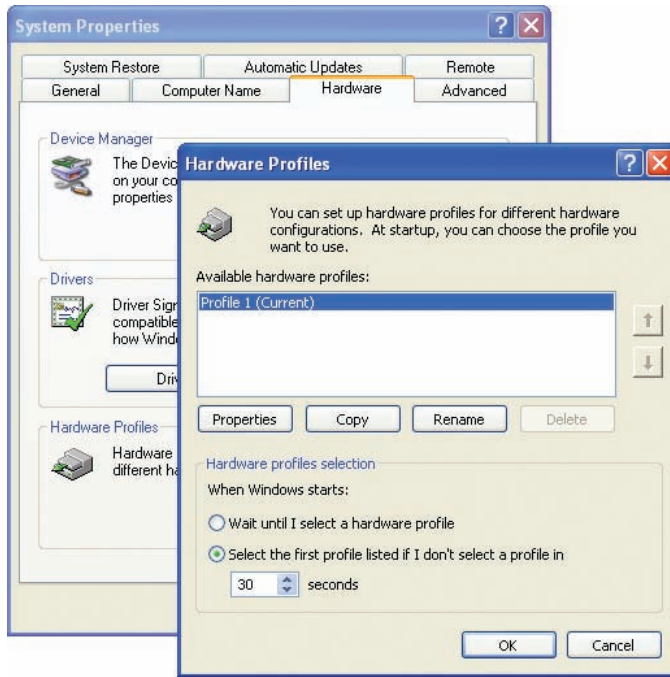 System Properties
System Restore
Automatic Updates
Remote
General
Computer Name
Hardware
Advanced
Device Manager
The Devic
on your co
properties
Drivers
Driver Sign
compatible
how Wind
Driv
Hardware Profiles
Hardware
different ha
Hardware Profiles
You can set up hardware profiles for different hardware
configurations. At startup, you can choose the profile you
want to use.
Available hardware profiles:
Profile 1 (Current)
Properties
Copy
Rename
Delete
Hardware profiles selection
When Windows starts:
Wait until I select a hardware profile
Select the first profile listed if I don't select a profile in
30 seconds
OK
Cancel